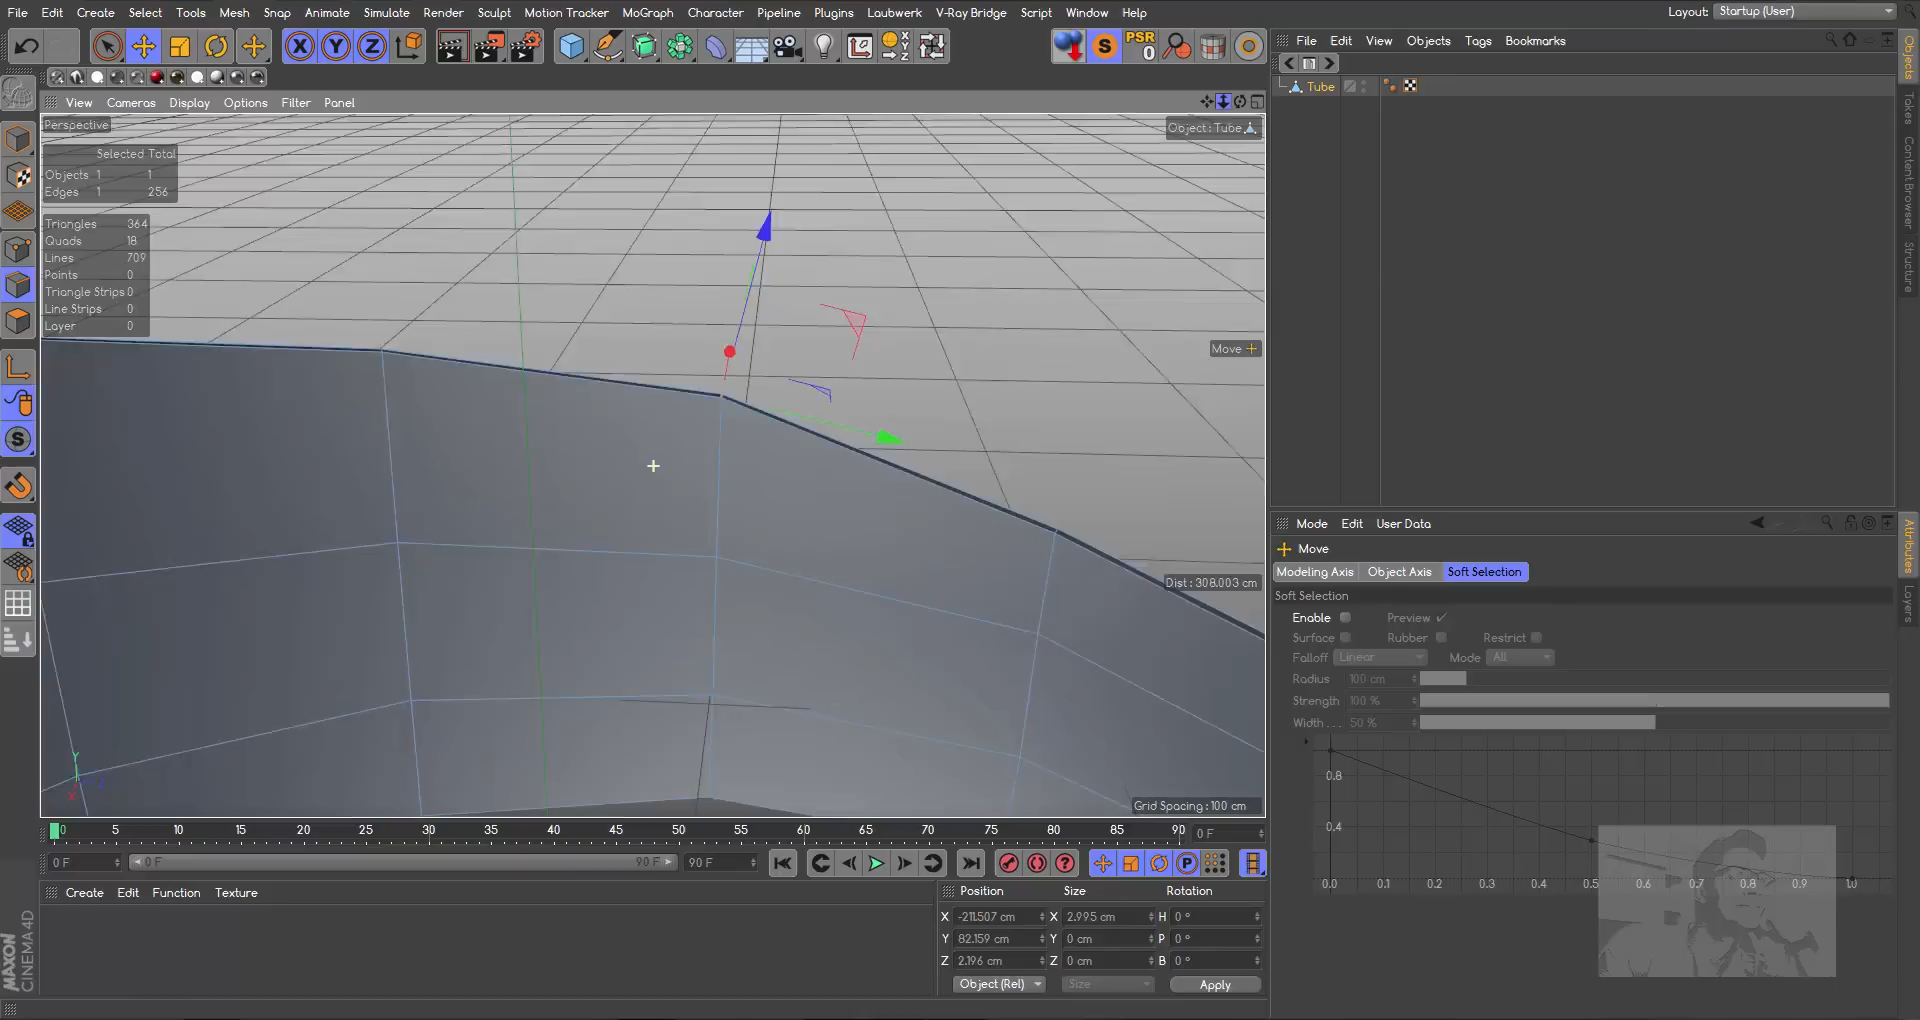 File Edit Create Select Tools Mesh Snap Animate Simulate Render Sculpt Motion Tracker MoGraph Character Pipeline Plugins Laubwerk V-Ray Bridge Script Window Help Layout: Startup (User)
X Y Z S PSR 0 X Y Z
File Edit View Objects Tags Bookmarks
Tube
View Cameras Display Options Filter Panel
Perspective Object : Tube
Selected Total
Objects 1 1
Edges 1 256
Triangles 364
Quads 18
Lines 709
Points 0
Triangle Strips 0
Line Strips 0
Layer 0
Move
Dist : 308.003 cm
Grid Spacing : 100 cm
Y
Z
X
S
Objects
Takes
Content Browser
Structure
Mode Edit User Data
Move
Modeling Axis Object Axis Soft Selection
Soft Selection
Enable Preview
Surface Rubber Restrict
Falloff Linear Mode All
Radius 100 cm
Strength 100 %
Width . . . 50 %
0.8
0.4
0.0 0.1 0.2 0.3 0.4 0.5 0.6 0.7 0.8 0.9 1.0
Attributes
Layers
0 5 10 15 20 25 30 35 40 45 50 55 60 65 70 75 80 85 90 0 F
0 F 0 F 90 F 90 F
? P
Create Edit Function Texture
Position Size Rotation
X -211.507 cm X 2.995 cm H 0 °
Y 82.159 cm Y 0 cm P 0 °
Z 2.196 cm Z 0 cm B 0 °
Object (Rel) Size Apply
MAXON
CINEMA 4D